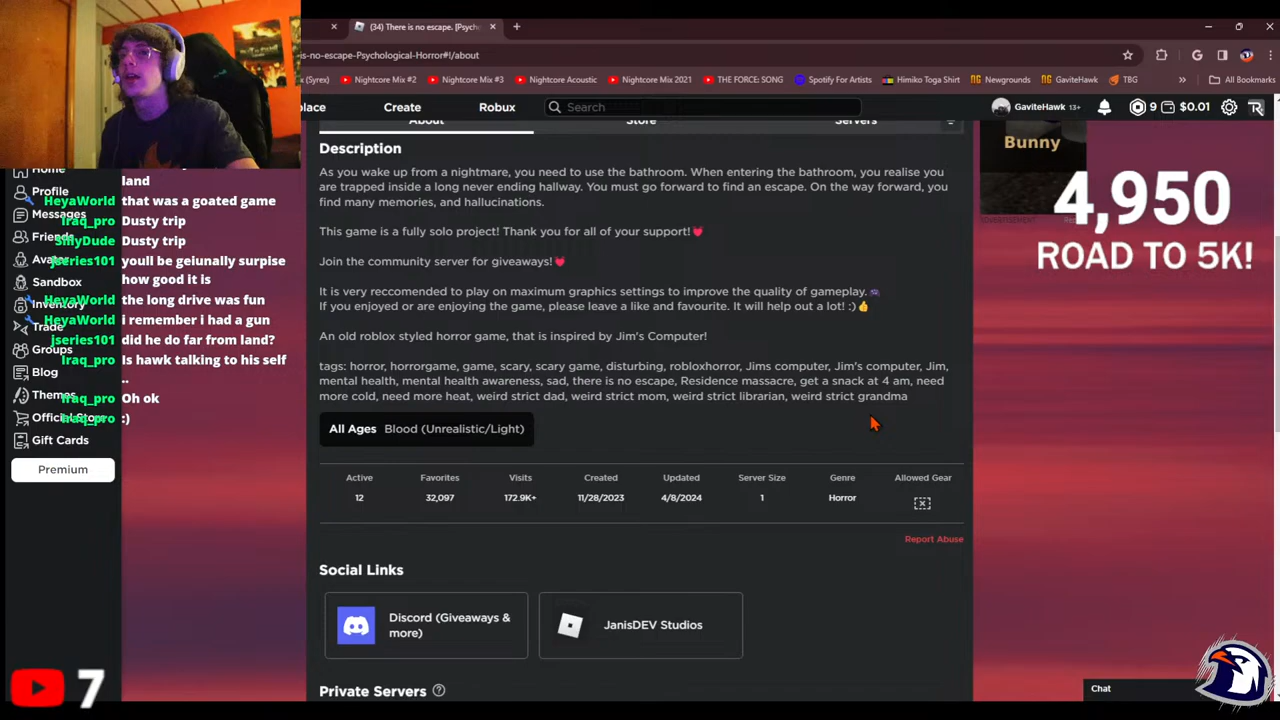 (34) There is no escape. [Psych
is-no-escape-Psychological-Horror#!/about
(Syrex)
Nightcore Mix #2
Nightcore Mix #3
Nightcore Acoustic
Nightcore Mix 2021
THE FORCE: SONG
Spotify For Artists
Himiko Toga Shirt
Newgrounds
GaviteHawk
TBG
All Bookmarks
place
Create
Robux
Search
GaviteHawk 13+
9
$0.01
About
Store
Servers
Description
As you wake up from a nightmare, you need to use the bathroom. When entering the bathroom, you realise you
are trapped inside a long never ending hallway. You must go forward to find an escape. On the way forward, you
find many memories, and hallucinations.
This game is a fully solo project! Thank you for all of your support!💗
Join the community server for giveaways!💗
It is very reccomended to play on maximum graphics settings to improve the quality of gameplay.🎮
If you enjoyed or are enjoying the game, please leave a like and favourite. It will help out a lot! :)👍
An old roblox styled horror game, that is inspired by Jim's Computer!
tags: horror, horrorgame, game, scary, scary game, disturbing, robloxhorror, Jims computer, Jim's computer, Jim,
mental health, mental health awareness, sad, there is no escape, Residence massacre, get a snack at 4 am, need
more cold, need more heat, weird strict dad, weird strict mom, weird strict librarian, weird strict grandma
All Ages Blood (Unrealistic/Light)
Active
Favorites
Visits
Created
Updated
Server Size
Genre
Allowed Gear
12
32,097
172.9K+
11/28/2023
4/8/2024
1
Horror
Report Abuse
Social Links
Discord (Giveaways &
more)
JanisDEV Studios
Private Servers
Home
Profile
Messages
Friends
Avatar
Sandbox
Inventory
Trade
Groups
Blog
Themes
Official Store
Gift Cards
Premium
land
HeyaWorld that was a goated game
Iraq_pro Dusty trip
SillyDude Dusty trip
jseries101 youll be geiunally surpise
how good it is
HeyaWorld the long drive was fun
HeyaWorld i remember i had a gun
jseries101 did he do far from land?
Iraq_pro Is hawk talking to his self
..
Iraq_pro Oh ok
Iraq_pro :)
Bunny
ADVERTISEMENT
4,950
ROAD TO 5K!
7
Chat